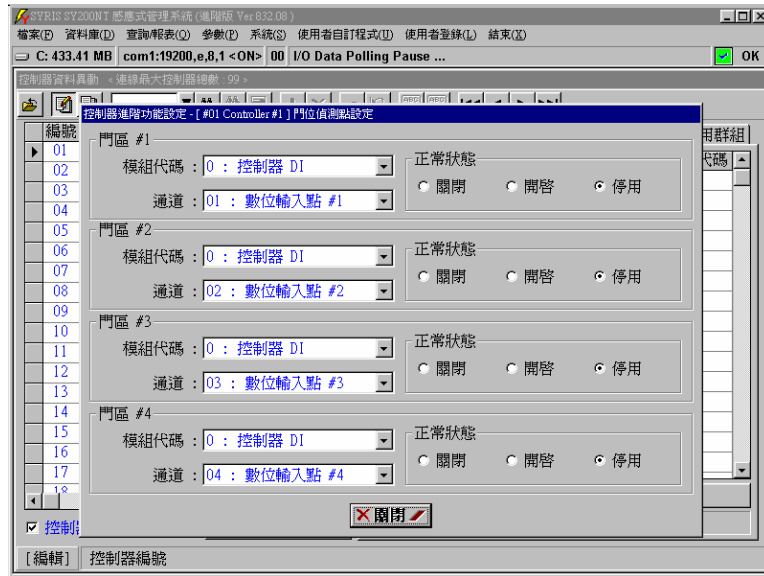 SYRIS SY200NT 感應式管理系統 (進階版 Ver 8.32.08 )
檔案(F) 資料庫(D) 查詢/報表(Q) 參數(P) 系統(S) 使用者自訂程式(U) 使用者登錄(L) 結束(X)
C: 433.41 MB com1:19200,e,8,1 <ON> 00 I/O Data Polling Pause ... OK
控制器資料異動 < 連線最大控制器總數 : 99 >
控制器進階功能設定 - [ #01 Controller #1 ] 門位偵測點設定
編號
用群組
代碼
01
02
03
04
05
06
07
08
09
10
11
12
13
14
15
16
17
18
門區 #1
模組代碼 : 0 : 控制器 DI
通道 : 01 : 數位輸入點 #1
正常狀態
關閉 開啟 停用
門區 #2
模組代碼 : 0 : 控制器 DI
通道 : 02 : 數位輸入點 #2
正常狀態
關閉 開啟 停用
門區 #3
模組代碼 : 0 : 控制器 DI
通道 : 03 : 數位輸入點 #3
正常狀態
關閉 開啟 停用
門區 #4
模組代碼 : 0 : 控制器 DI
通道 : 04 : 數位輸入點 #4
正常狀態
關閉 開啟 停用
關閉
控制
[編輯] 控制器編號